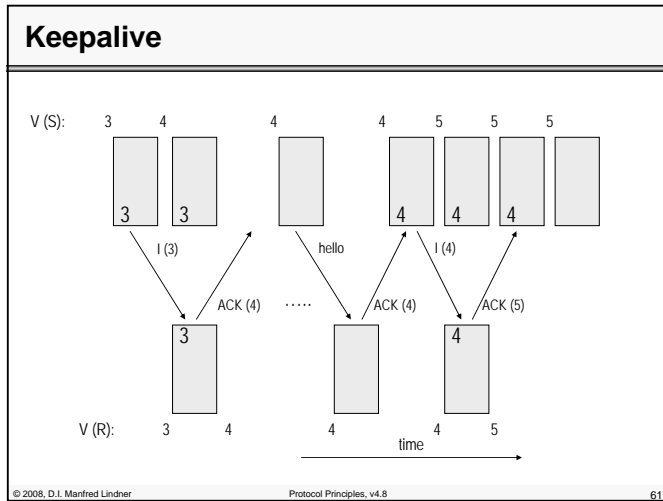 Keepalive
V (S): 3 4 4 4 5 5 5
3 3 4 4 4
I (3) hello I (4)
ACK (4) ..... ACK (4) ACK (5)
3 4
V (R): 3 4 4 4 5
time
© 2008, D.I. Manfred Lindner Protocol Principles, v4.8 61